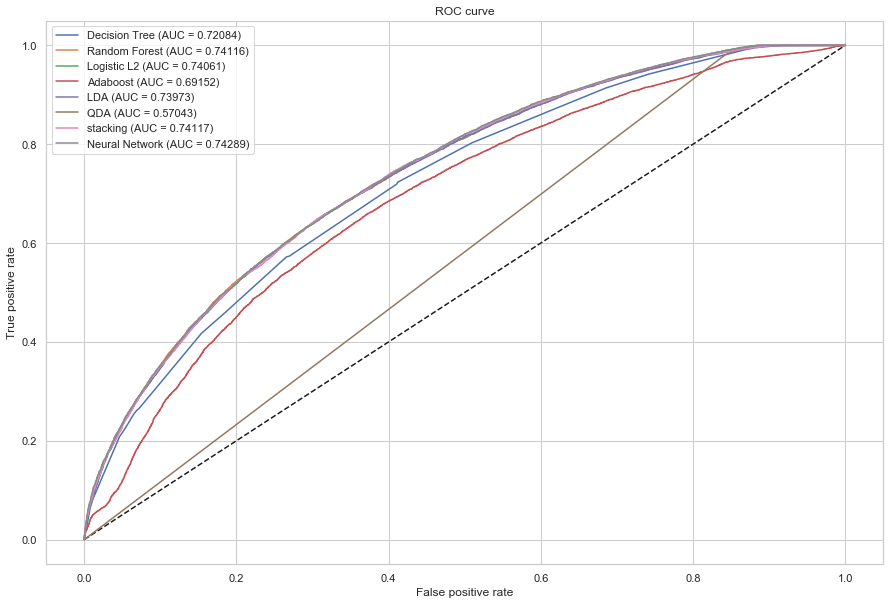 ROC curve
Decision Tree (AUC = 0.72084)
Random Forest (AUC = 0.74116)
Logistic L2 (AUC = 0.74061)
Adaboost (AUC = 0.69152)
LDA (AUC = 0.73973)
QDA (AUC = 0.57043)
stacking (AUC = 0.74117)
Neural Network (AUC = 0.74289)
1.0
0.8
0.6
0.4
0.2
0.0
True positive rate
0.0 0.2 0.4 0.6 0.8 1.0
False positive rate